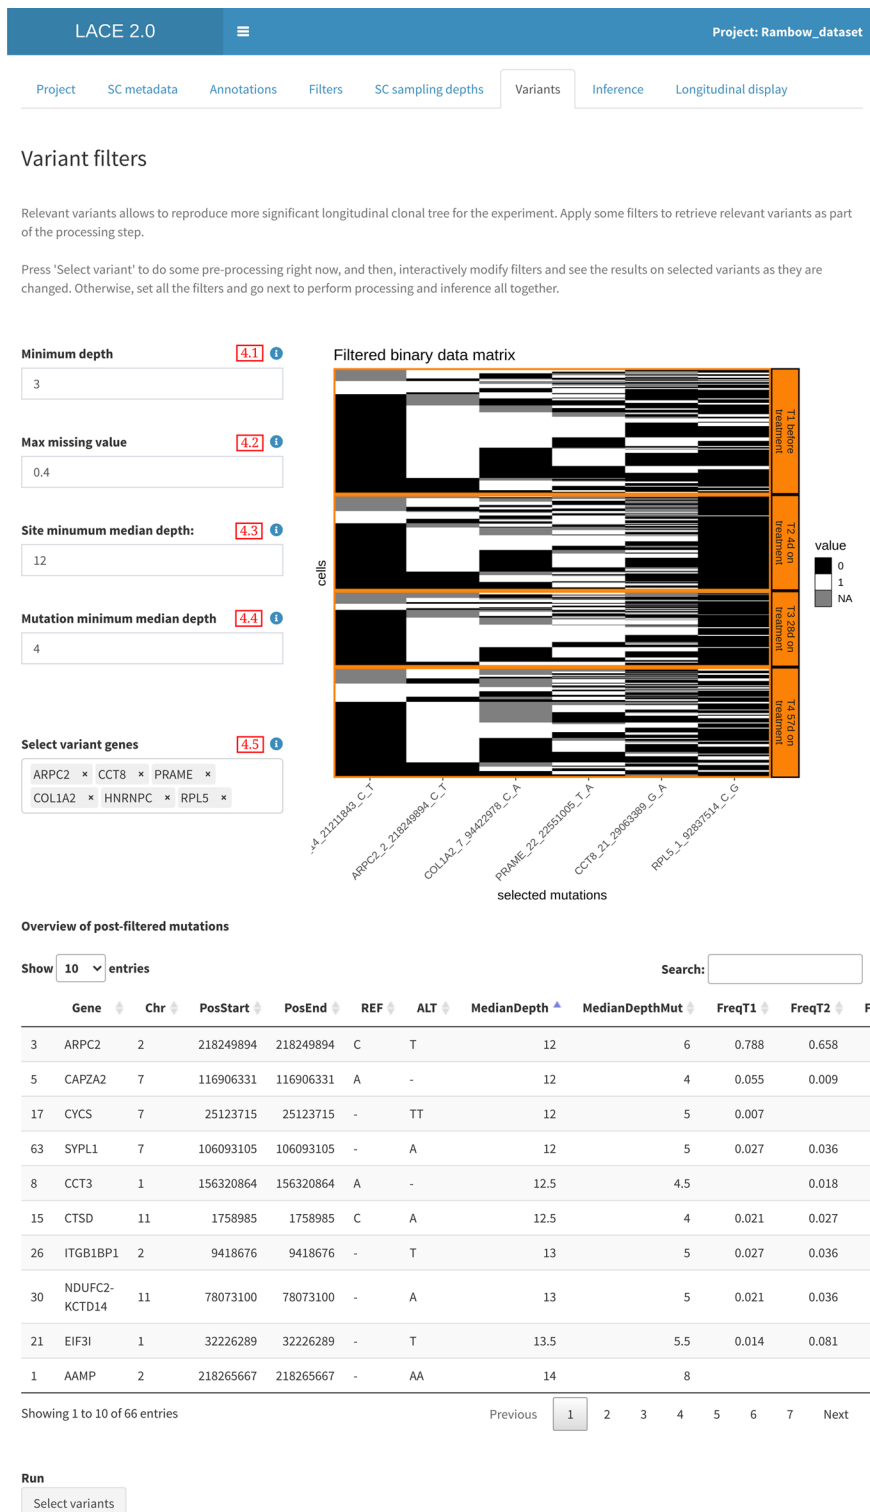 LACE 2.0
Project: Rambow_dataset
Project SC metadata Annotations Filters SC sampling depths Variants Inference Longitudinal display
Variant filters
Relevant variants allows to reproduce more significant longitudinal clonal tree for the experiment. Apply some filters to retrieve relevant variants as part
of the processing step.
Press 'Select variant' to do some pre-processing right now, and then, interactively modify filters and see the results on selected variants as they are
changed. Otherwise, set all the filters and go next to perform processing and inference all together.
Minimum depth 4.1
3
Max missing value 4.2
0.4
Site minumum median depth: 4.3
12
Mutation minimum median depth 4.4
4
Select variant genes 4.5
ARPC2 × CCT8 × PRAME ×
COL1A2 × HNRNPC × RPL5 ×
Filtered binary data matrix
cells
T1 before
treatment
T2 4d on
treatment
T3 28d on
treatment
T4 57d on
treatment
value
0
1
NA
_14_21211843_C_T
ARPC2_2_218249894_C_T
COL1A2_7_94422978_C_A
PRAME_22_22551005_T_A
CCT8_21_29063389_G_A
RPL5_1_92837514_C_G
selected mutations
Overview of post-filtered mutations
Show 10 entries Search:
Gene Chr PosStart PosEnd REF ALT MedianDepth MedianDepthMut FreqT1 FreqT2 F
3 ARPC2 2 218249894 218249894 C T 12 6 0.788 0.658
5 CAPZA2 7 116906331 116906331 A - 12 4 0.055 0.009
17 CYCS 7 25123715 25123715 - TT 12 5 0.007
63 SYPL1 7 106093105 106093105 - A 12 5 0.027 0.036
8 CCT3 1 156320864 156320864 A - 12.5 4.5 0.018
15 CTSD 11 1758985 1758985 C A 12.5 4 0.021 0.027
26 ITGB1BP1 2 9418676 9418676 - T 13 5 0.027 0.036
30 NDUFC2-
KCTD14 11 78073100 78073100 - A 13 5 0.021 0.036
21 EIF3I 1 32226289 32226289 - T 13.5 5.5 0.014 0.081
1 AAMP 2 218265667 218265667 - AA 14 8
Showing 1 to 10 of 66 entries Previous 1 2 3 4 5 6 7 Next
Run
Select variants